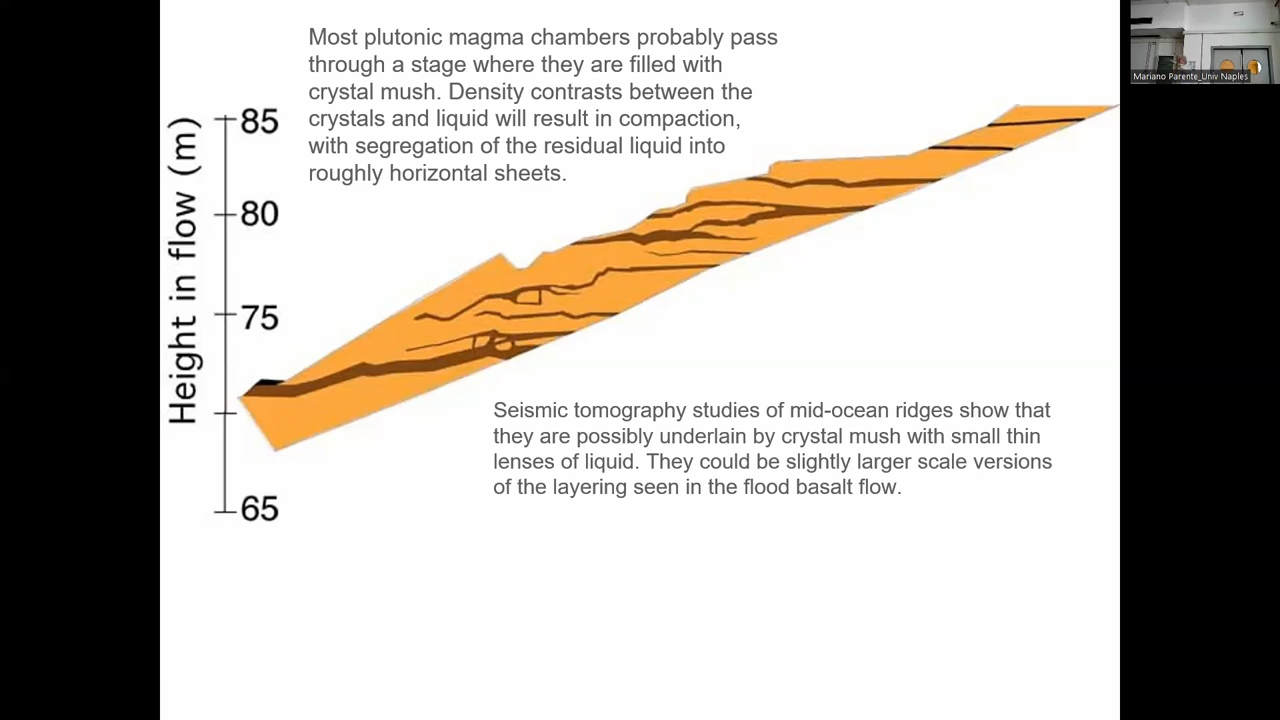 Most plutonic magma chambers probably pass
through a stage where they are filled with
crystal mush. Density contrasts between the
crystals and liquid will result in compaction,
with segregation of the residual liquid into
roughly horizontal sheets.
Mariano Parente_Univ Naples
Height in flow (m)
85
80
75
65
Seismic tomography studies of mid-ocean ridges show that
they are possibly underlain by crystal mush with small thin
lenses of liquid. They could be slightly larger scale versions
of the layering seen in the flood basalt flow.